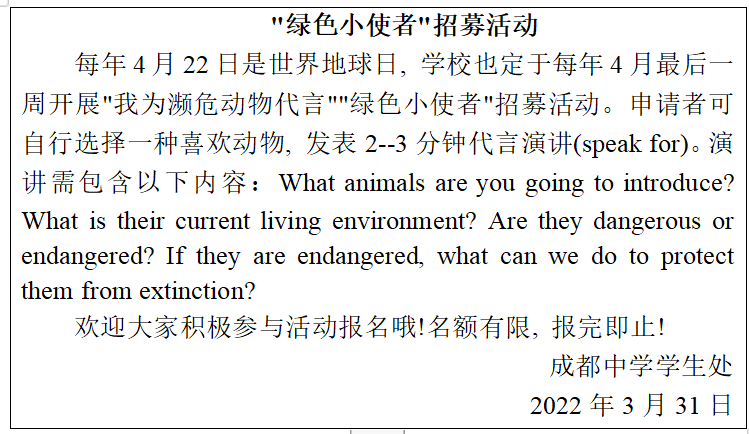 "绿色小使者"招募活动
每年 4 月 22 日是世界地球日, 学校也定于每年 4 月最后一
周开展"我为濒危动物代言""绿色小使者"招募活动。申请者可
自行选择一种喜欢动物, 发表 2--3 分钟代言演讲(speak for)。演
讲需包含以下内容：What animals are you going to introduce?
What is their current living environment? Are they dangerous or
endangered? If they are endangered, what can we do to protect
them from extinction?
欢迎大家积极参与活动报名哦!名额有限, 报完即止!
成都中学学生处
2022 年 3 月 31 日